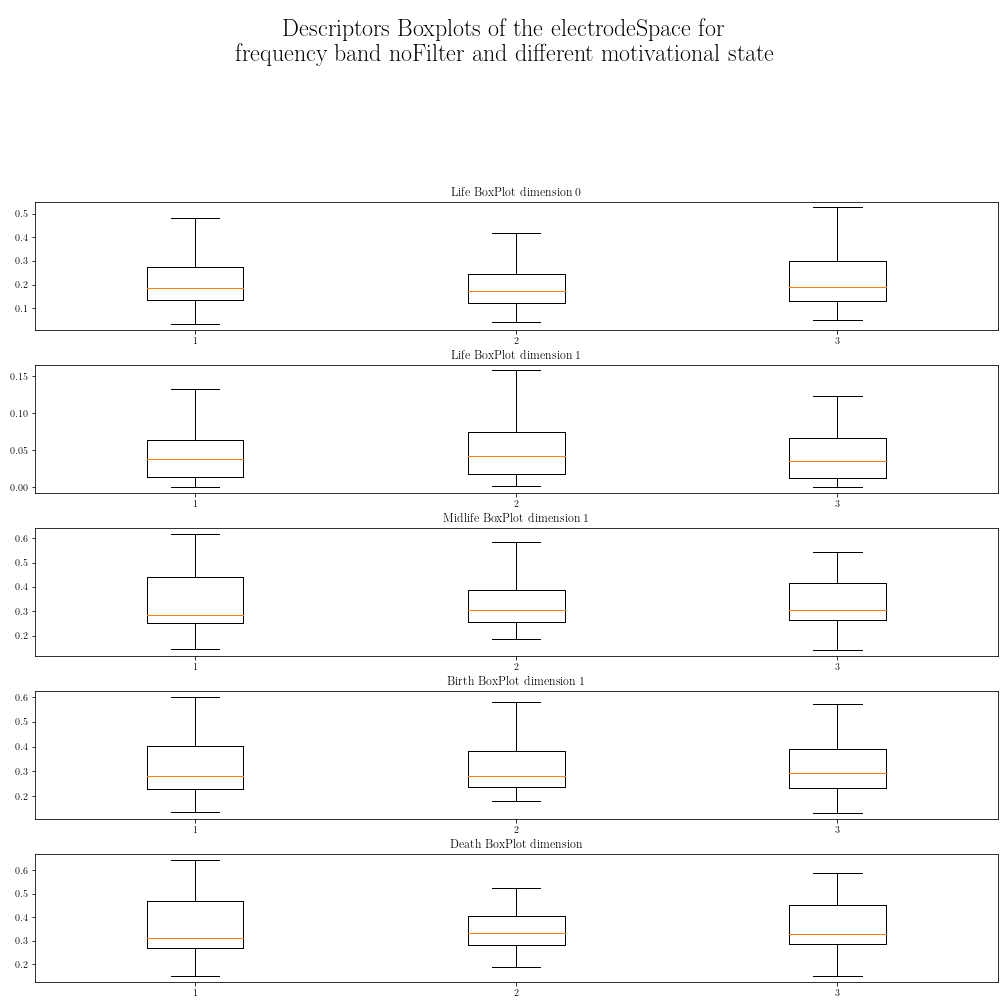 Descriptors Boxplots of the electrodeSpace for
frequency band noFilter and different motivational state
Life BoxPlot dimension 0
0.5
0.4
0.3
0.2
0.1
1 2 3
Life BoxPlot dimension 1
0.15
0.10
0.05
0.00
1 2 3
Midlife BoxPlot dimension 1
0.6
0.5
0.4
0.3
0.2
1 2 3
Birth BoxPlot dimension 1
0.6
0.5
0.4
0.3
0.2
1 2 3
Death BoxPlot dimension
0.6
0.5
0.4
0.3
0.2
1 2 3